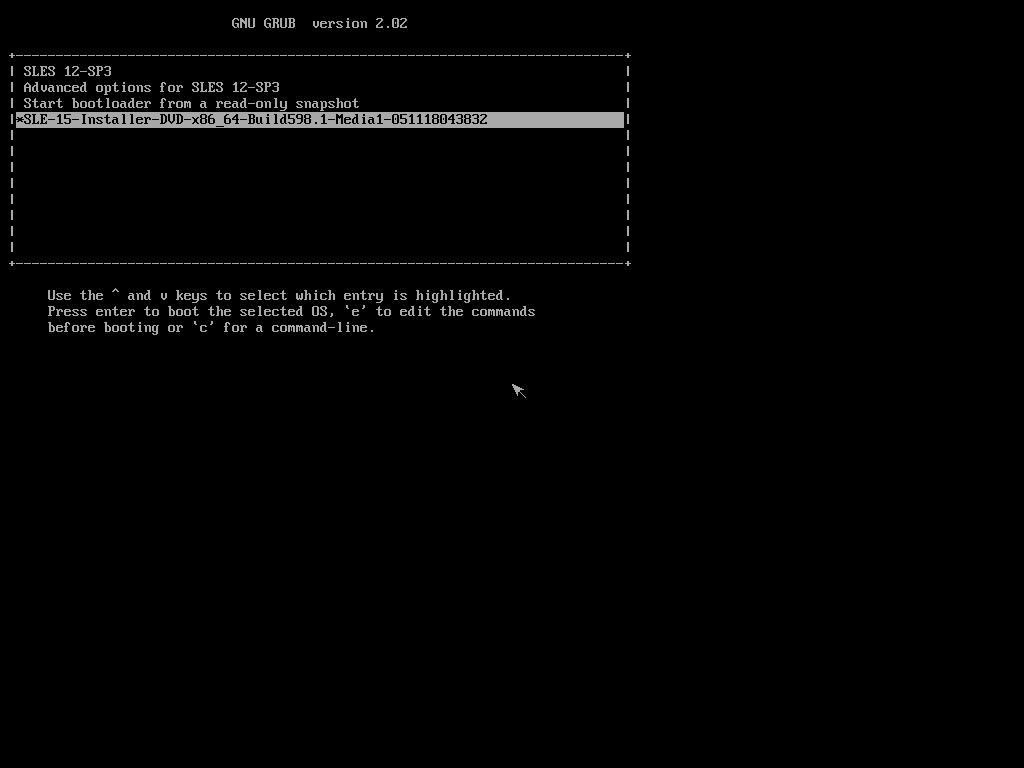 GNU GRUB  version 2.02
SLES 12-SP3
Advanced options for SLES 12-SP3
Start bootloader from a read-only snapshot
*SLE-15-Installer-DVD-x86_64-Build598.1-Media1-051118043832
Use the ^ and v keys to select which entry is highlighted.
Press enter to boot the selected OS, `e' to edit the commands
before booting or `c' for a command-line.